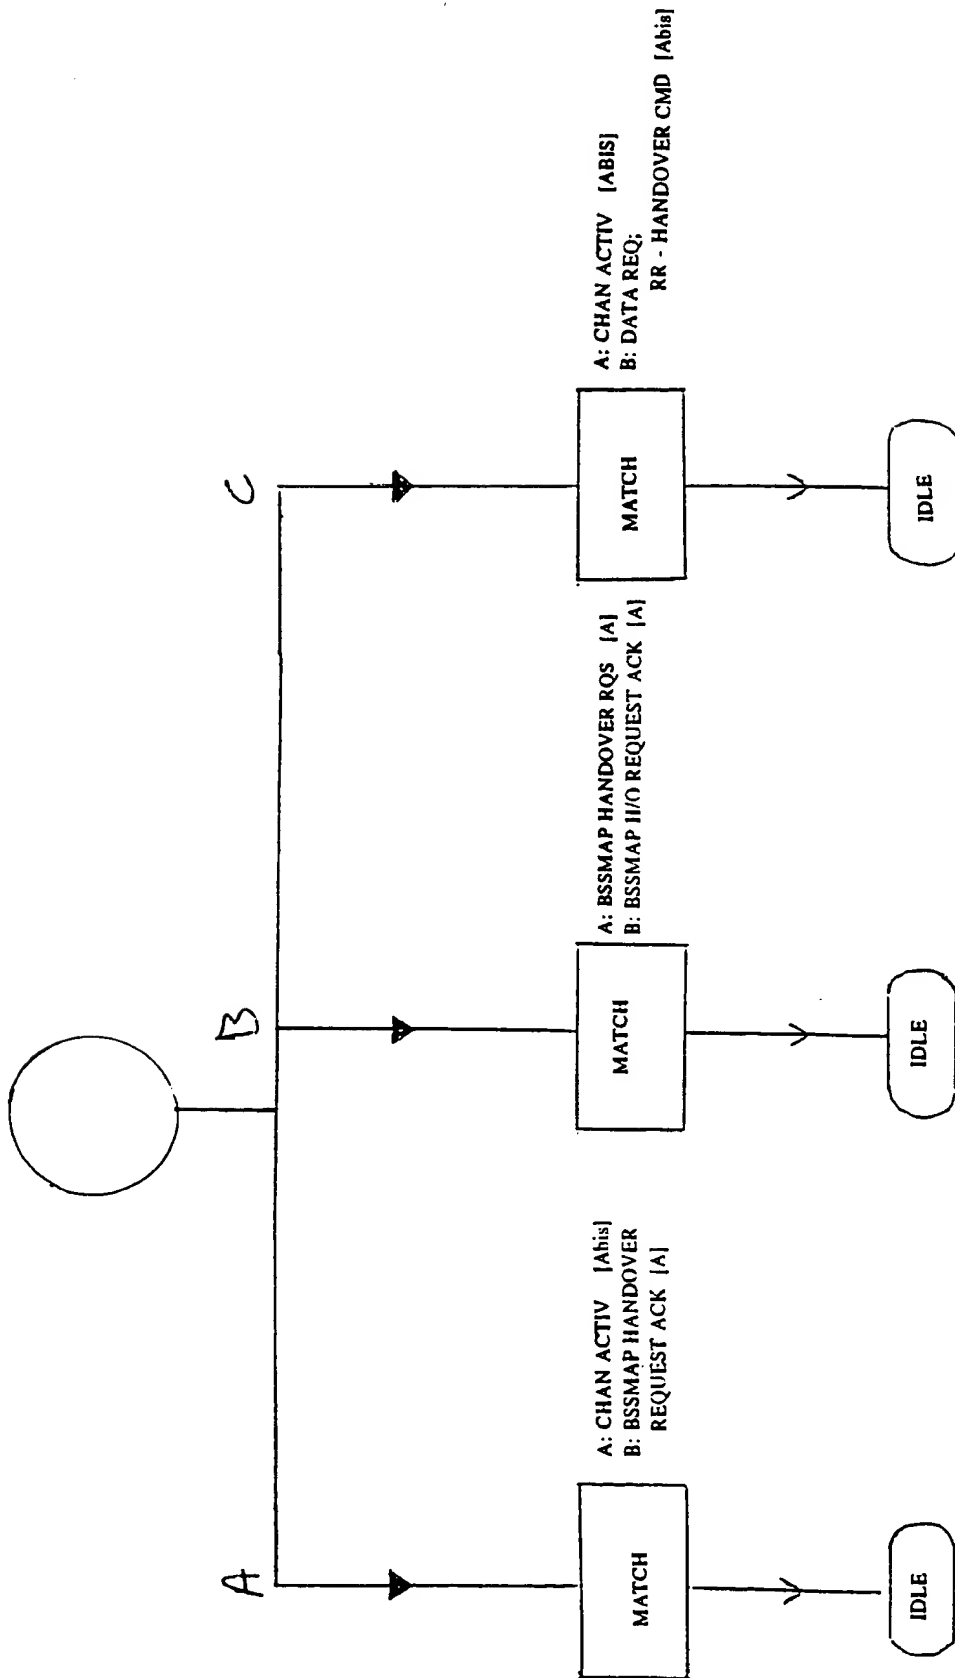 A
B
C
MATCH
A: CHAN ACTIV [Abis]
B: BSSMAP HANDOVER
REQUEST ACK [A]
MATCH
A: BSSMAP HANDOVER RQS [A]
B: BSSMAP H/O REQUEST ACK [A]
MATCH
A: CHAN ACTIV [ABIS]
B: DATA REQ;
RR - HANDOVER CMD [Abis]
IDLE
IDLE
IDLE